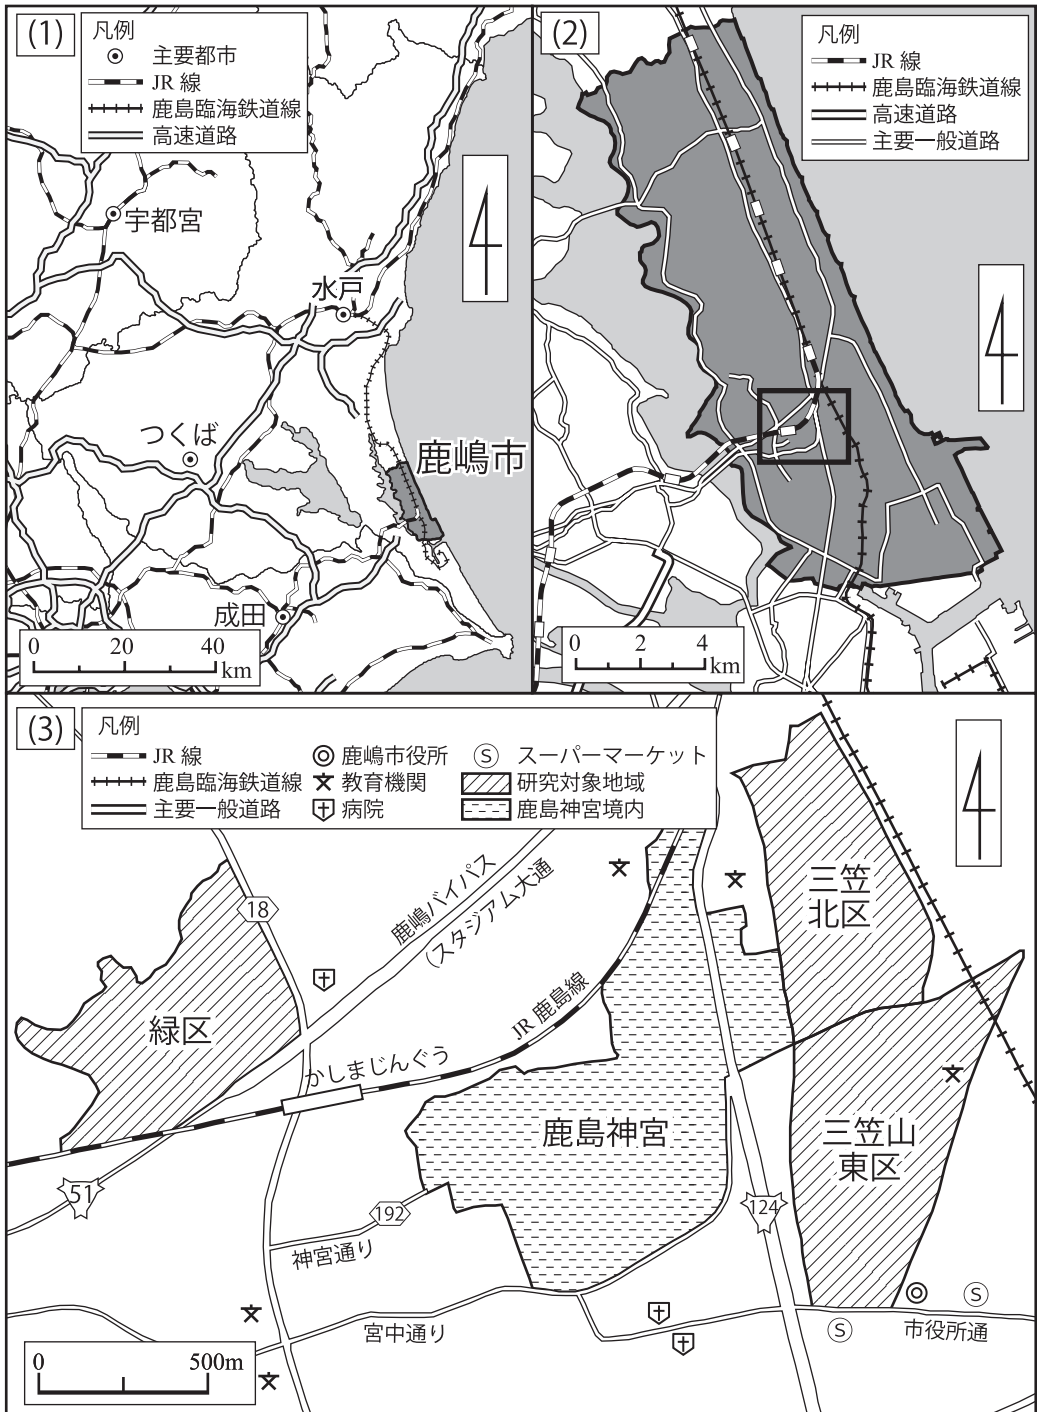 (1)
凡例
主要都市
JR 線
鹿島臨海鉄道線
高速道路
宇都宮
水戸
つくば
鹿嶋市
成田
0 20 40
km
(2)
凡例
JR 線
鹿島臨海鉄道線
高速道路
主要一般道路
0 2 4
km
(3)
凡例
JR 線
鹿島臨海鉄道線
主要一般道路
鹿嶋市役所
教育機関
病院
S スーパーマーケット
研究対象地域
鹿島神宮境内
18
鹿嶋バイパス
(スタジアム大通
三笠
北区
緑区
JR 鹿島線
かしまじんぐう
鹿島神宮
三笠山
東区
51
192
124
神宮通り
宮中通り
S
S
市役所通
0 500m